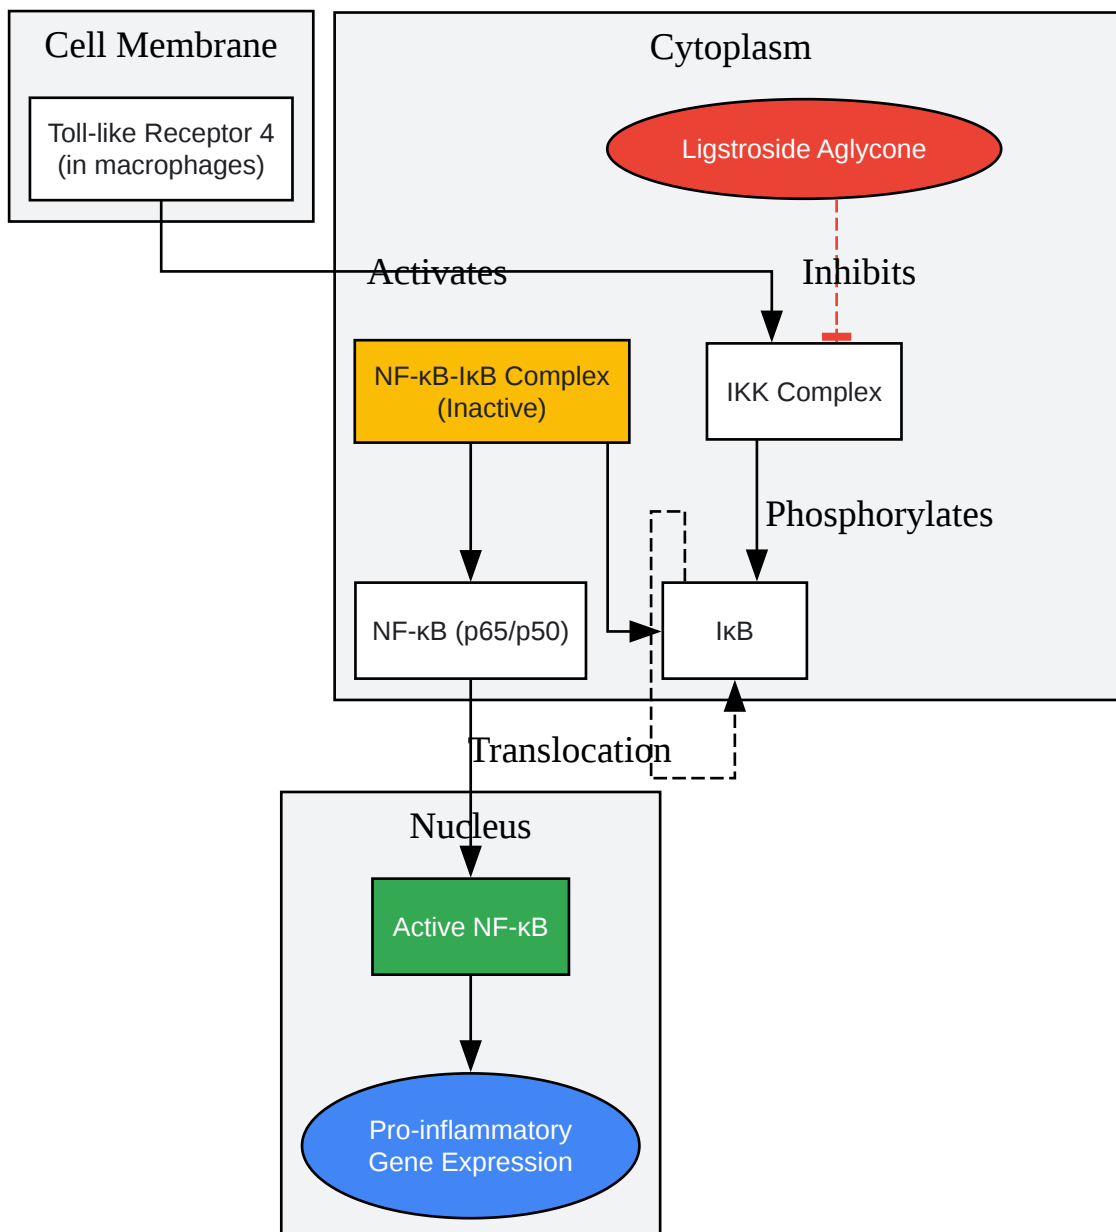 Cell Membrane
Toll-like Receptor 4
(in macrophages)
Cytoplasm
Ligstroside Aglycone
Activates
Inhibits
NF-κB-IκB Complex
(Inactive)
IKK Complex
Phosphorylates
NF-κB (p65/p50)
IκB
Translocation
Nucleus
Active NF-κB
Pro-inflammatory
Gene Expression